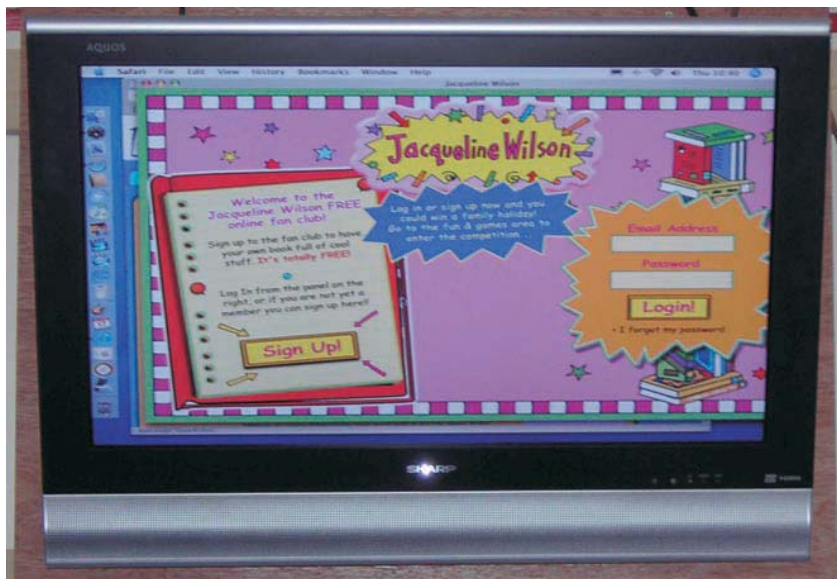 AQUOS
Safari File Edit View History Bookmarks Window Help
Thu 10:40
Jacqueline Wilson
Jacqueline Wilson
Welcome to the
Jacqueline Wilson FREE
online fan club!
Sign up to the fan club to have
your own book full of cool
stuff. It's totally FREE!
Log In from the panel on the
right, or if you are not yet a
member you can sign up here!!
Sign Up!
Log in or sign up now and you
could win a family holiday!
Go to the fun & games area to
enter the competition...
Email Address
Password
Login!
• I forgot my password
SHARP
HDMI